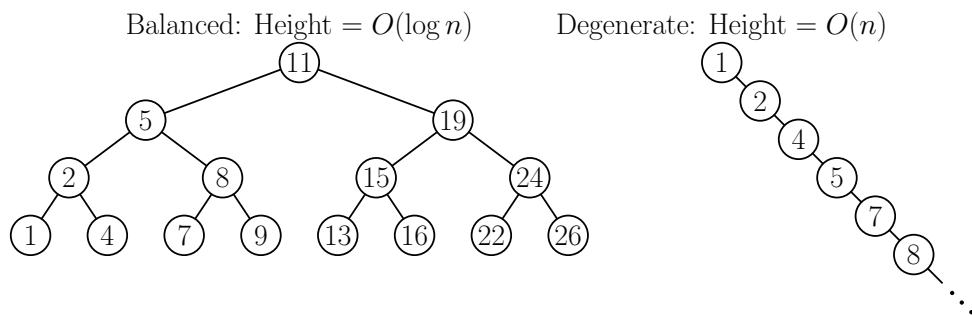 Balanced: Height = O(log n)
Degenerate: Height = O(n)
11
5 19
2 8 15 24
1 4 7 9 13 16 22 26
1
2
4
5
7
8